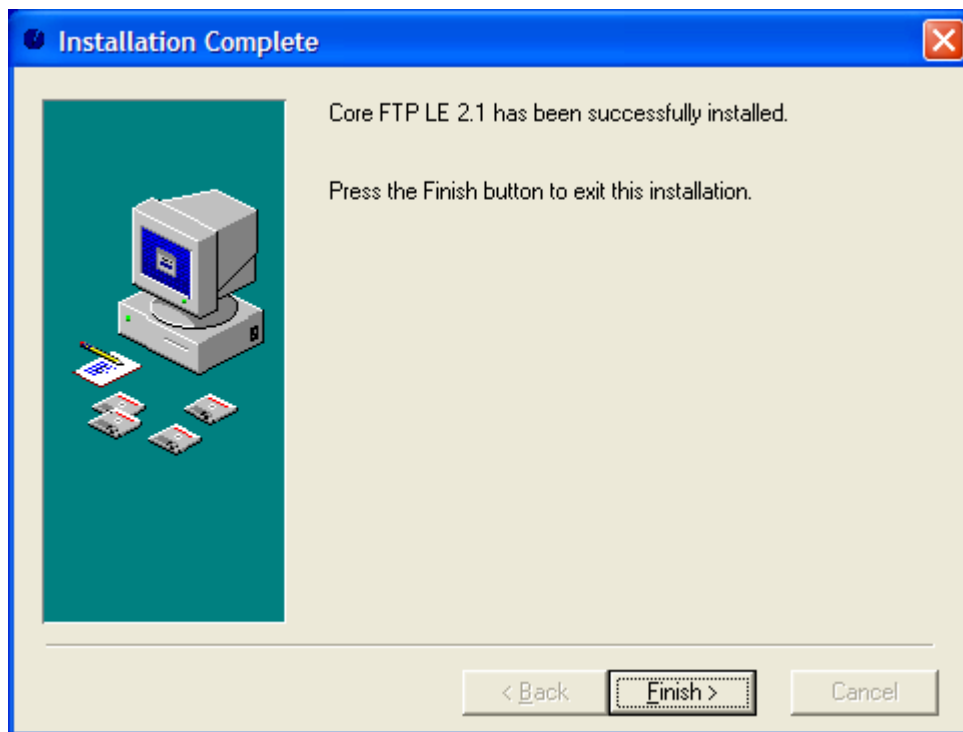 Installation Complete
Core FTP LE 2.1 has been successfully installed.
Press the Finish button to exit this installation.
< Back
Finish >
Cancel